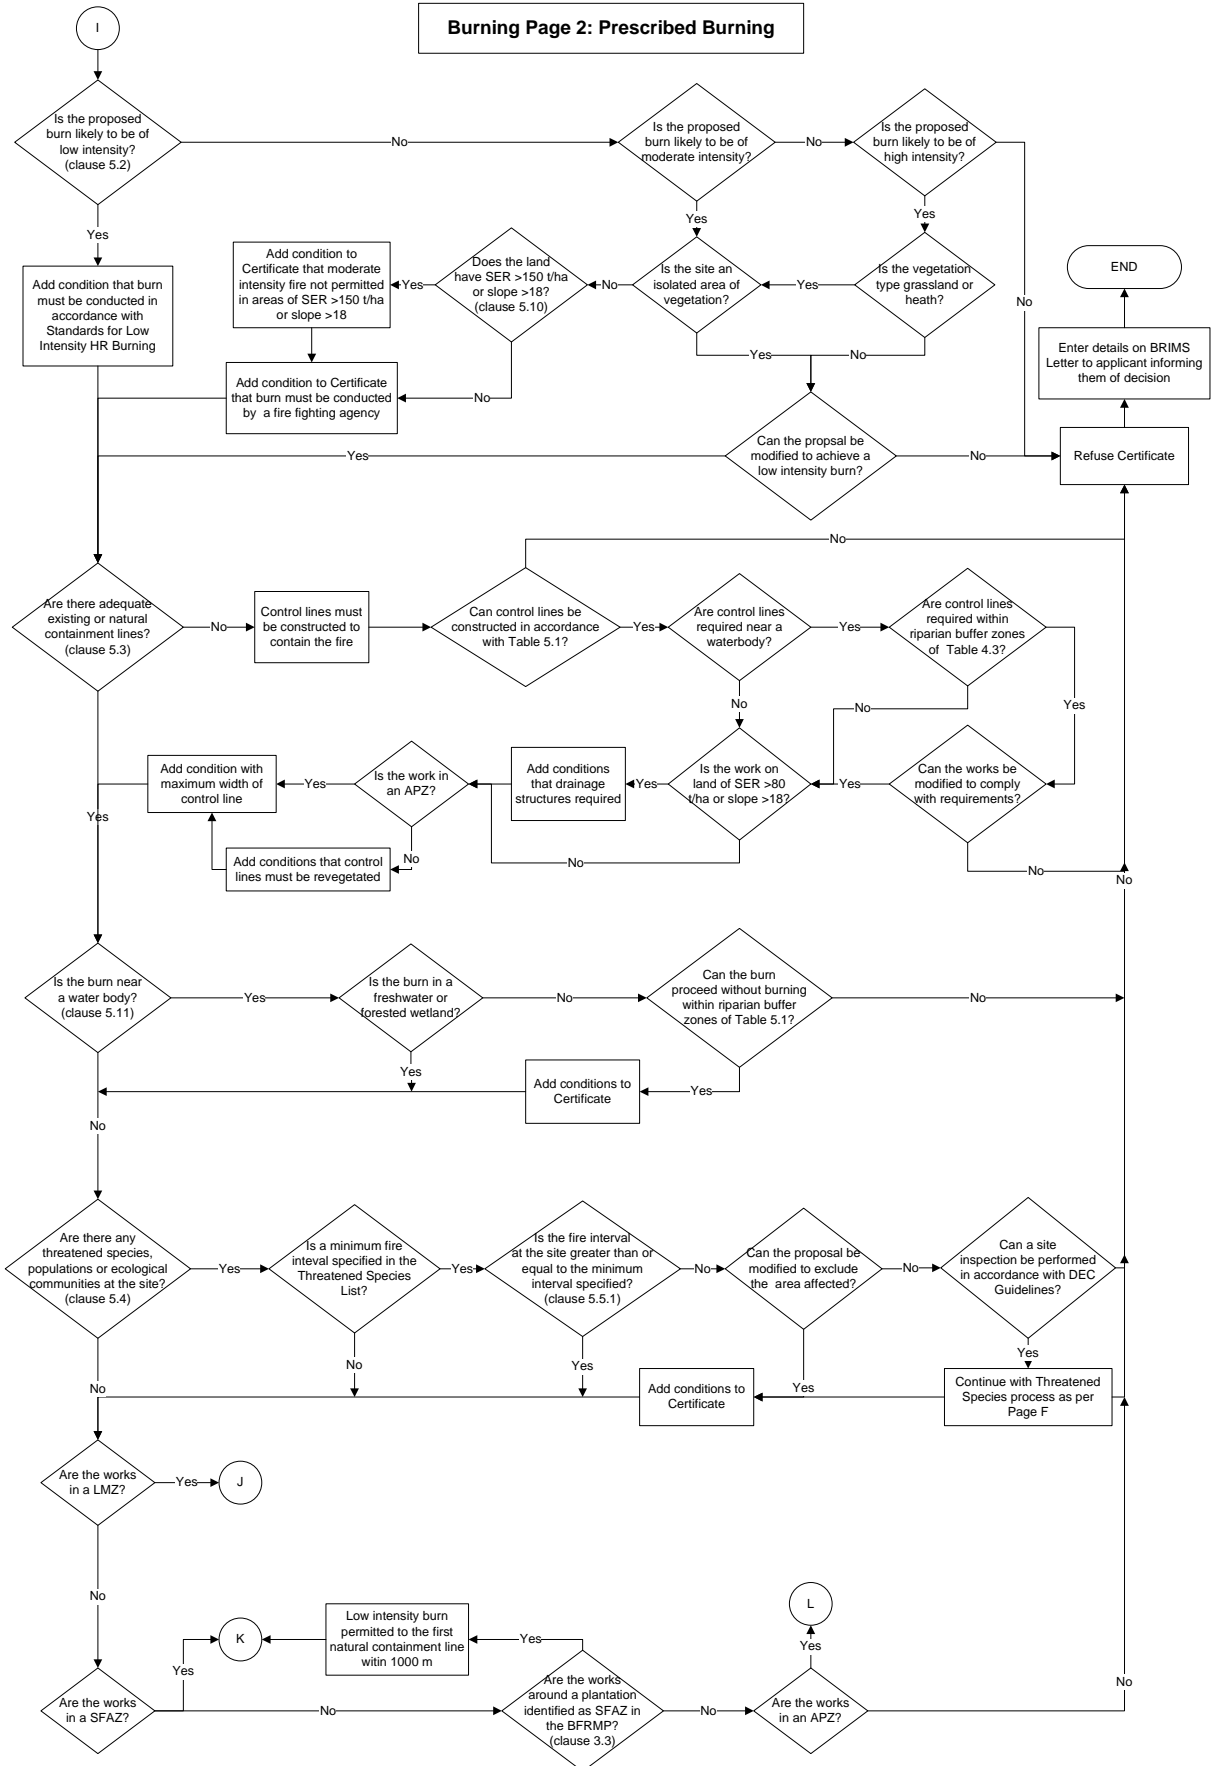 I
Burning Page 2: Prescribed Burning
Is the proposed
burn likely to be of
low intensity?
(clause 5.2)
No
Is the proposed
burn likely to be of
moderate intensity?
No
Is the proposed
burn likely to be of
high intensity?
Yes
Yes
Yes
Add condition that burn
must be conducted in
accordance with
Standards for Low
Intensity HR Burning
Add condition to
Certificate that moderate
intensity fire not permitted
in areas of SER >150 t/ha
or slope >18
Yes
Does the land
have SER >150 t/ha
or slope >18?
(clause 5.10)
No
Is the site an
isolated area of
vegetation?
Yes
Is the vegetation
type grassland or
heath?
No
END
Enter details on BRIMS
Letter to applicant informing
them of decision
Add condition to Certificate
that burn must be conducted
by a fire fighting agency
No
Yes
No
Yes
Can the propsal be
modified to achieve a
low intensity burn?
No
Refuse Certificate
No
Are there adequate
existing or natural
containment lines?
(clause 5.3)
No
Control lines must
be constructed to
contain the fire
Can control lines be
constructed in accordance
with Table 5.1?
Yes
Are control lines
required near a
waterbody?
Yes
Are control lines
required within
riparian buffer zones
of Table 4.3?
No
No
Yes
Yes
Add condition with
maximum width of
control line
Yes
Is the work in
an APZ?
Add conditions
that drainage
structures required
Yes
Is the work on
land of SER >80
t/ha or slope >18?
Yes
Can the works be
modified to comply
with requirements?
Add conditions that control
lines must be revegetated
No
No
No
No
Is the burn near
a water body?
(clause 5.11)
Yes
Is the burn in a
freshwater or
forested wetland?
No
Can the burn
proceed without burning
within riparian buffer
zones of Table 5.1?
No
Yes
Add conditions to
Certificate
Yes
No
Are there any
threatened species,
populations or ecological
communities at the site?
(clause 5.4)
Yes
Is a minimum fire
inteval specified in the
Threatened Species
List?
Yes
Is the fire interval
at the site greater than or
equal to the minimum
interval specified?
(clause 5.5.1)
No
Can the proposal be
modified to exclude
the area affected?
No
Can a site
inspection be performed
in accordance with DEC
Guidelines?
No
No
Yes
Add conditions to
Certificate
Yes
Yes
Continue with Threatened
Species process as per
Page F
Are the works
in a LMZ?
Yes
J
No
Are the works
in a SFAZ?
Yes
K
Low intensity burn
permitted to the first
natural containment line
witin 1000 m
Yes
No
Are the works
around a plantation
identified as SFAZ in
the BFRMP?
(clause 3.3)
No
L
Yes
Are the works
in an APZ?
No